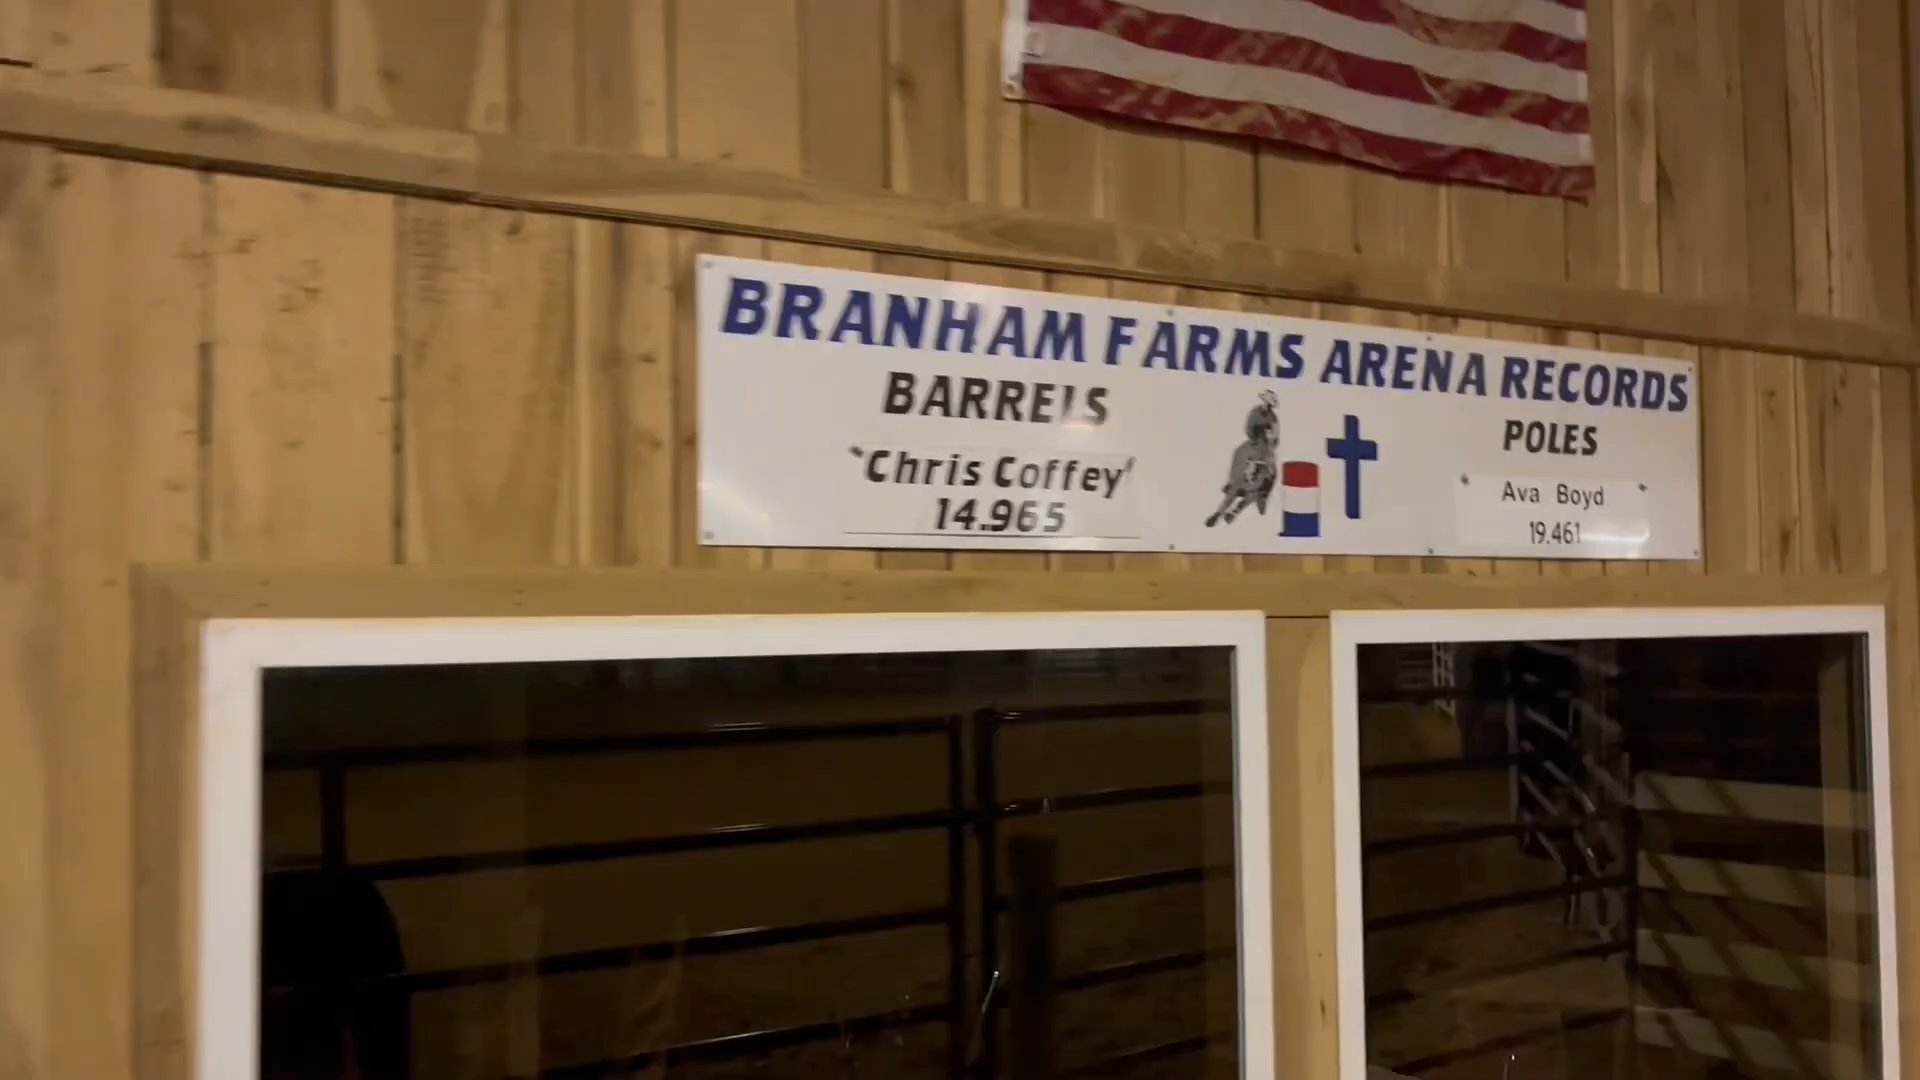 BRANHAM FARMS ARENA RECORDS
BARRELS
"Chris Coffey"
14.965
POLES
" Ava Boyd "
19.461